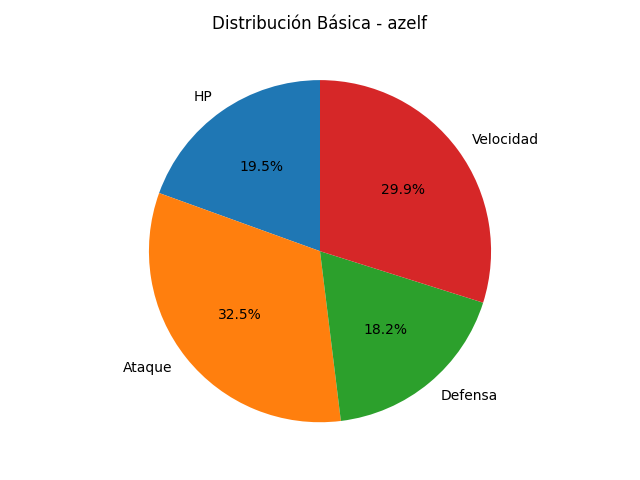 Distribución Básica - azelf
HP
19.5%
Velocidad
29.9%
Ataque
32.5%
Defensa
18.2%